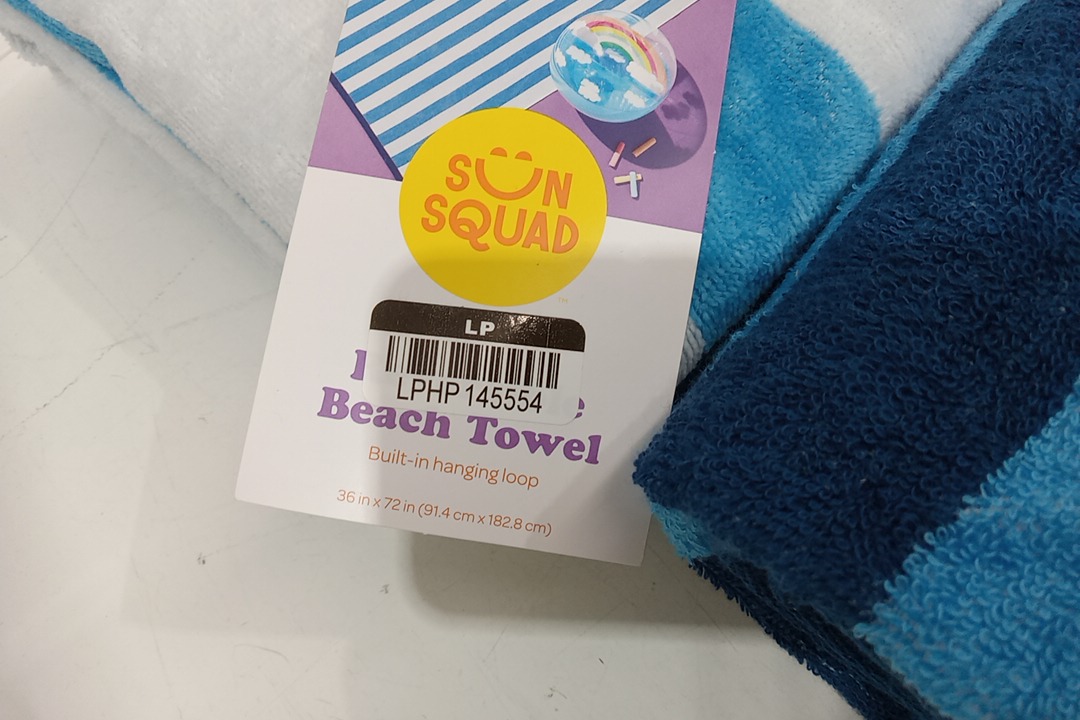 SUN
SQUAD
™
LP
LPHP 145554
Beach Towel
Built-in hanging loop
36 in x 72 in (91.4 cm x 182.8 cm)